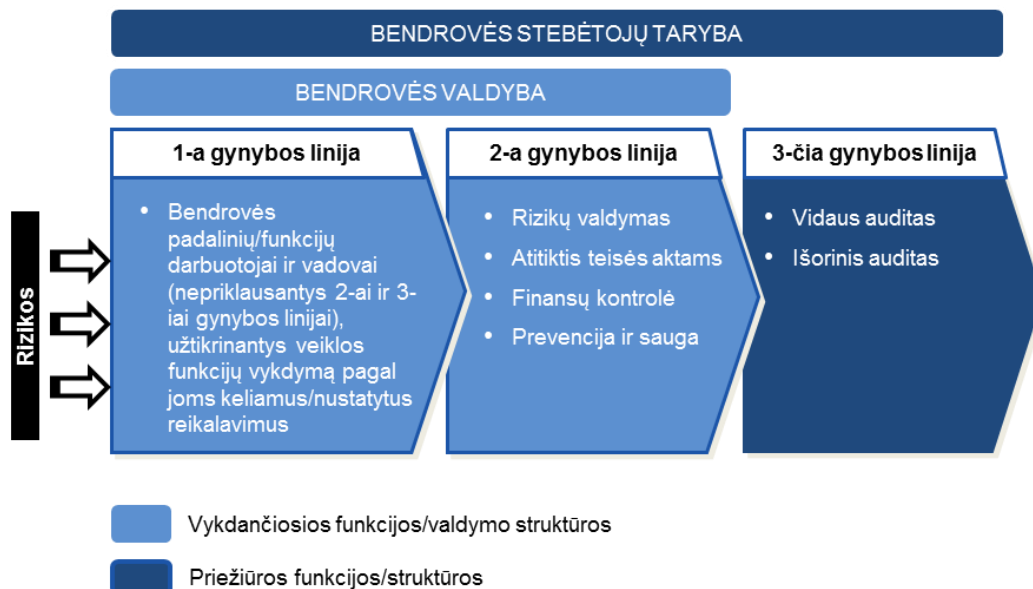 BENDROVĖS STEBĖTOJŲ TARYBA
BENDROVĖS VALDYBA
1-a gynybos linija
2-a gynybos linija
3-čia gynybos linija
Rizikos
• Bendrovės
padalinių/funkcijų
darbuotojai ir vadovai
(nepriklausantys 2-ai ir 3-
iai gynybos linijai),
užtikrinantys veiklos
funkcijų vykdymą pagal
joms keliamus/nustatytus
reikalavimus
• Rizikų valdymas
• Atitiktis teisės aktams
• Finansų kontrolė
• Prevencija ir sauga
• Vidaus auditas
• Išorinis auditas
Vykdančiosios funkcijos/valdymo struktūros
Priežiūros funkcijos/struktūros